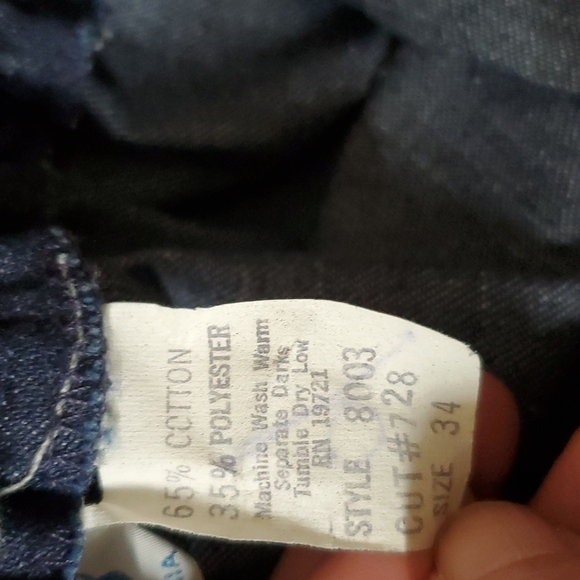 65% COTTON
35% POLYESTER
Machine Wash Warm
Separate Darks
Tumble Dry Low
RN 19721
STYLE 8003
CUT#728
SIZE 34